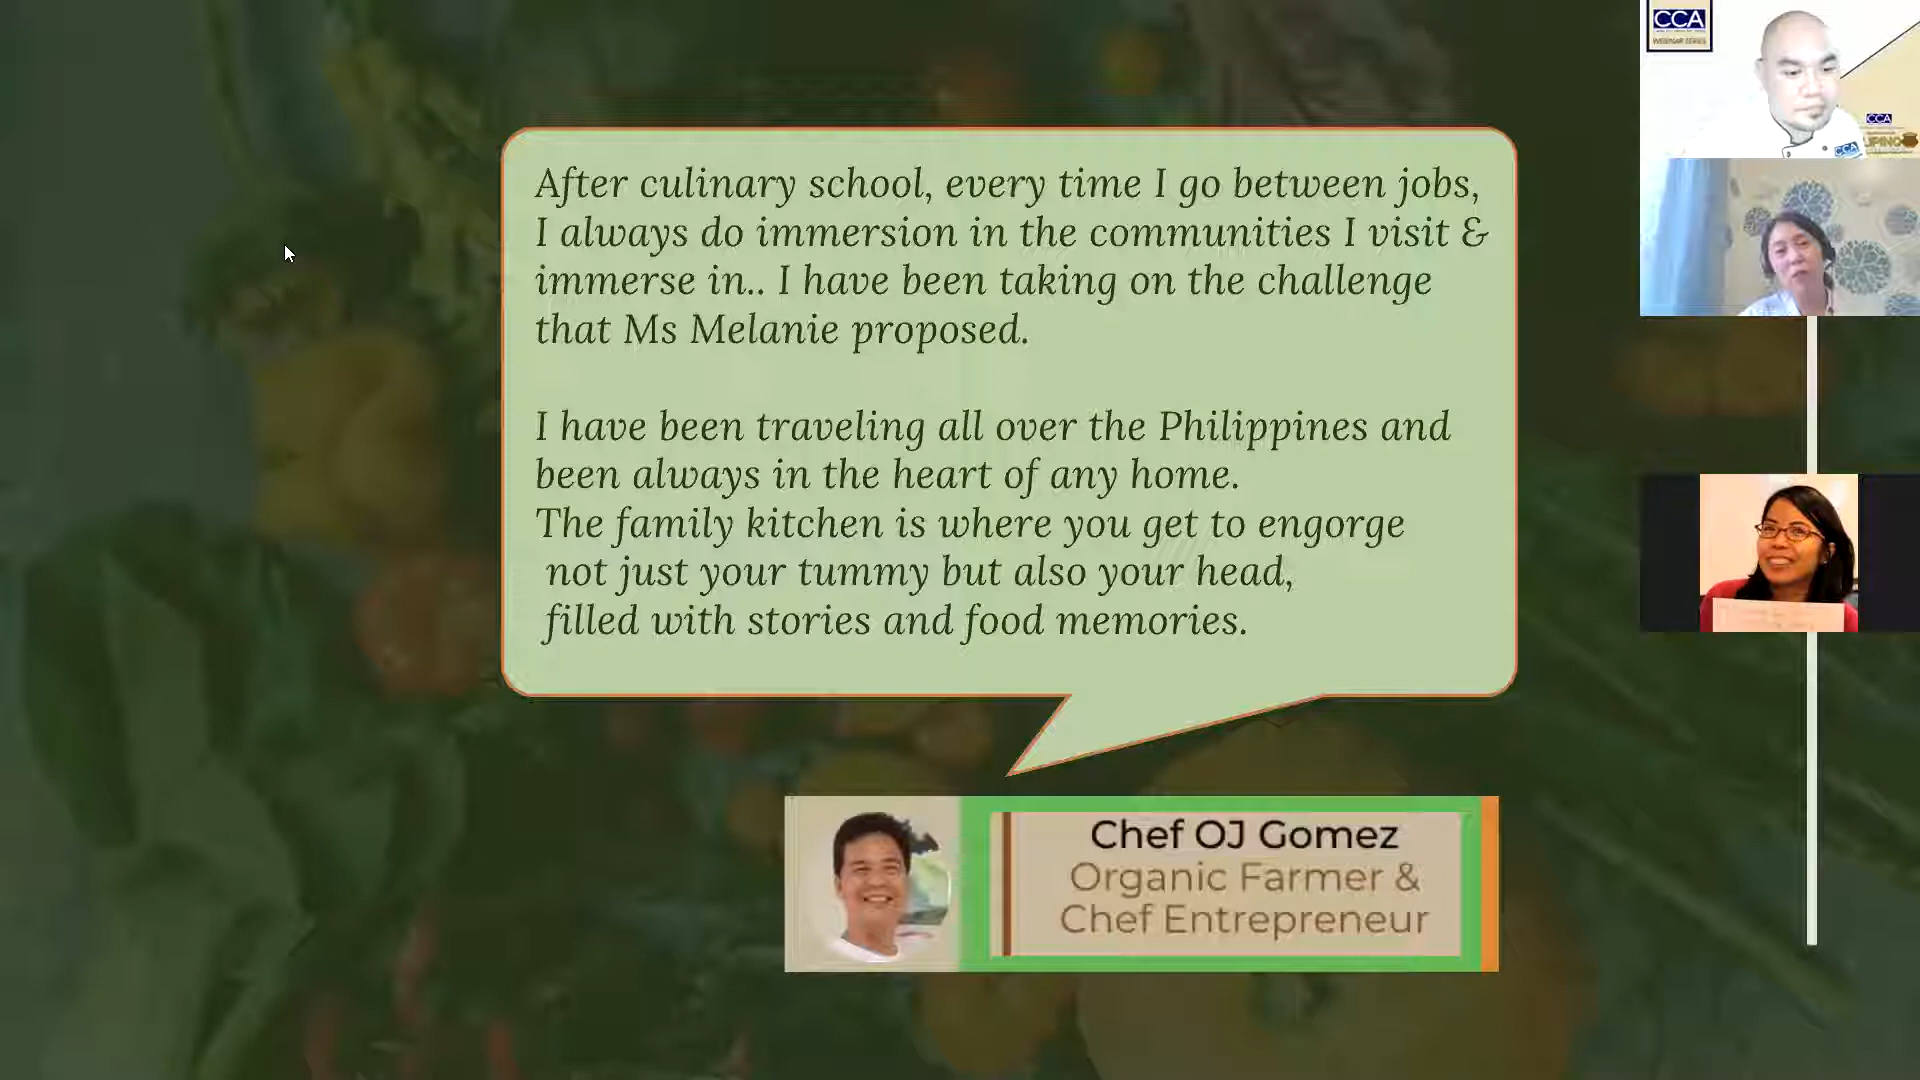 After culinary school, every time I go between jobs,
I always do immersion in the communities I visit &
immerse in.. I have been taking on the challenge
that Ms Melanie proposed.
I have been traveling all over the Philippines and
been always in the heart of any home.
The family kitchen is where you get to engorge
not just your tummy but also your head,
filled with stories and food memories.
Chef OJ Gomez
Organic Farmer &
Chef Entrepreneur
CCA
WEBINAR SERIES
CCA
CCA